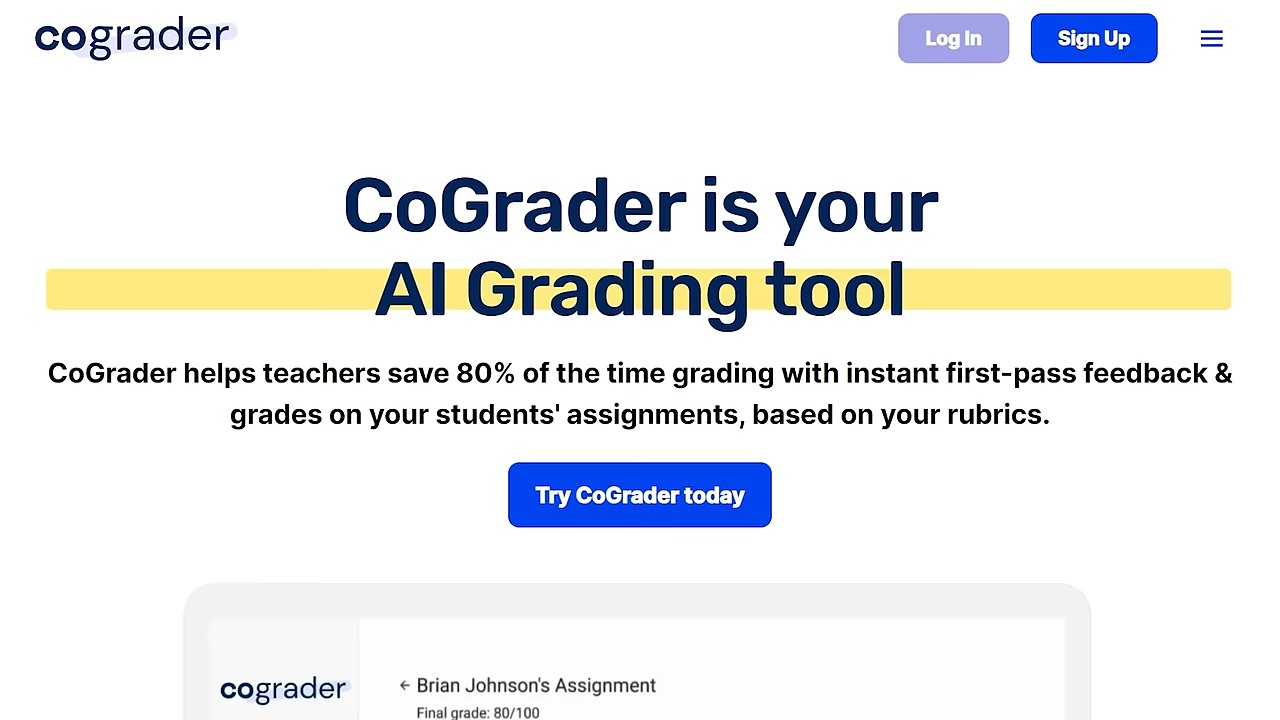 cograder
Log In
Sign Up
CoGrader is your
AI Grading tool
CoGrader helps teachers save 80% of the time grading with instant first-pass feedback &
grades on your students' assignments, based on your rubrics.
Try CoGrader today
cograder
← Brian Johnson's Assignment
Final grade: 80/100